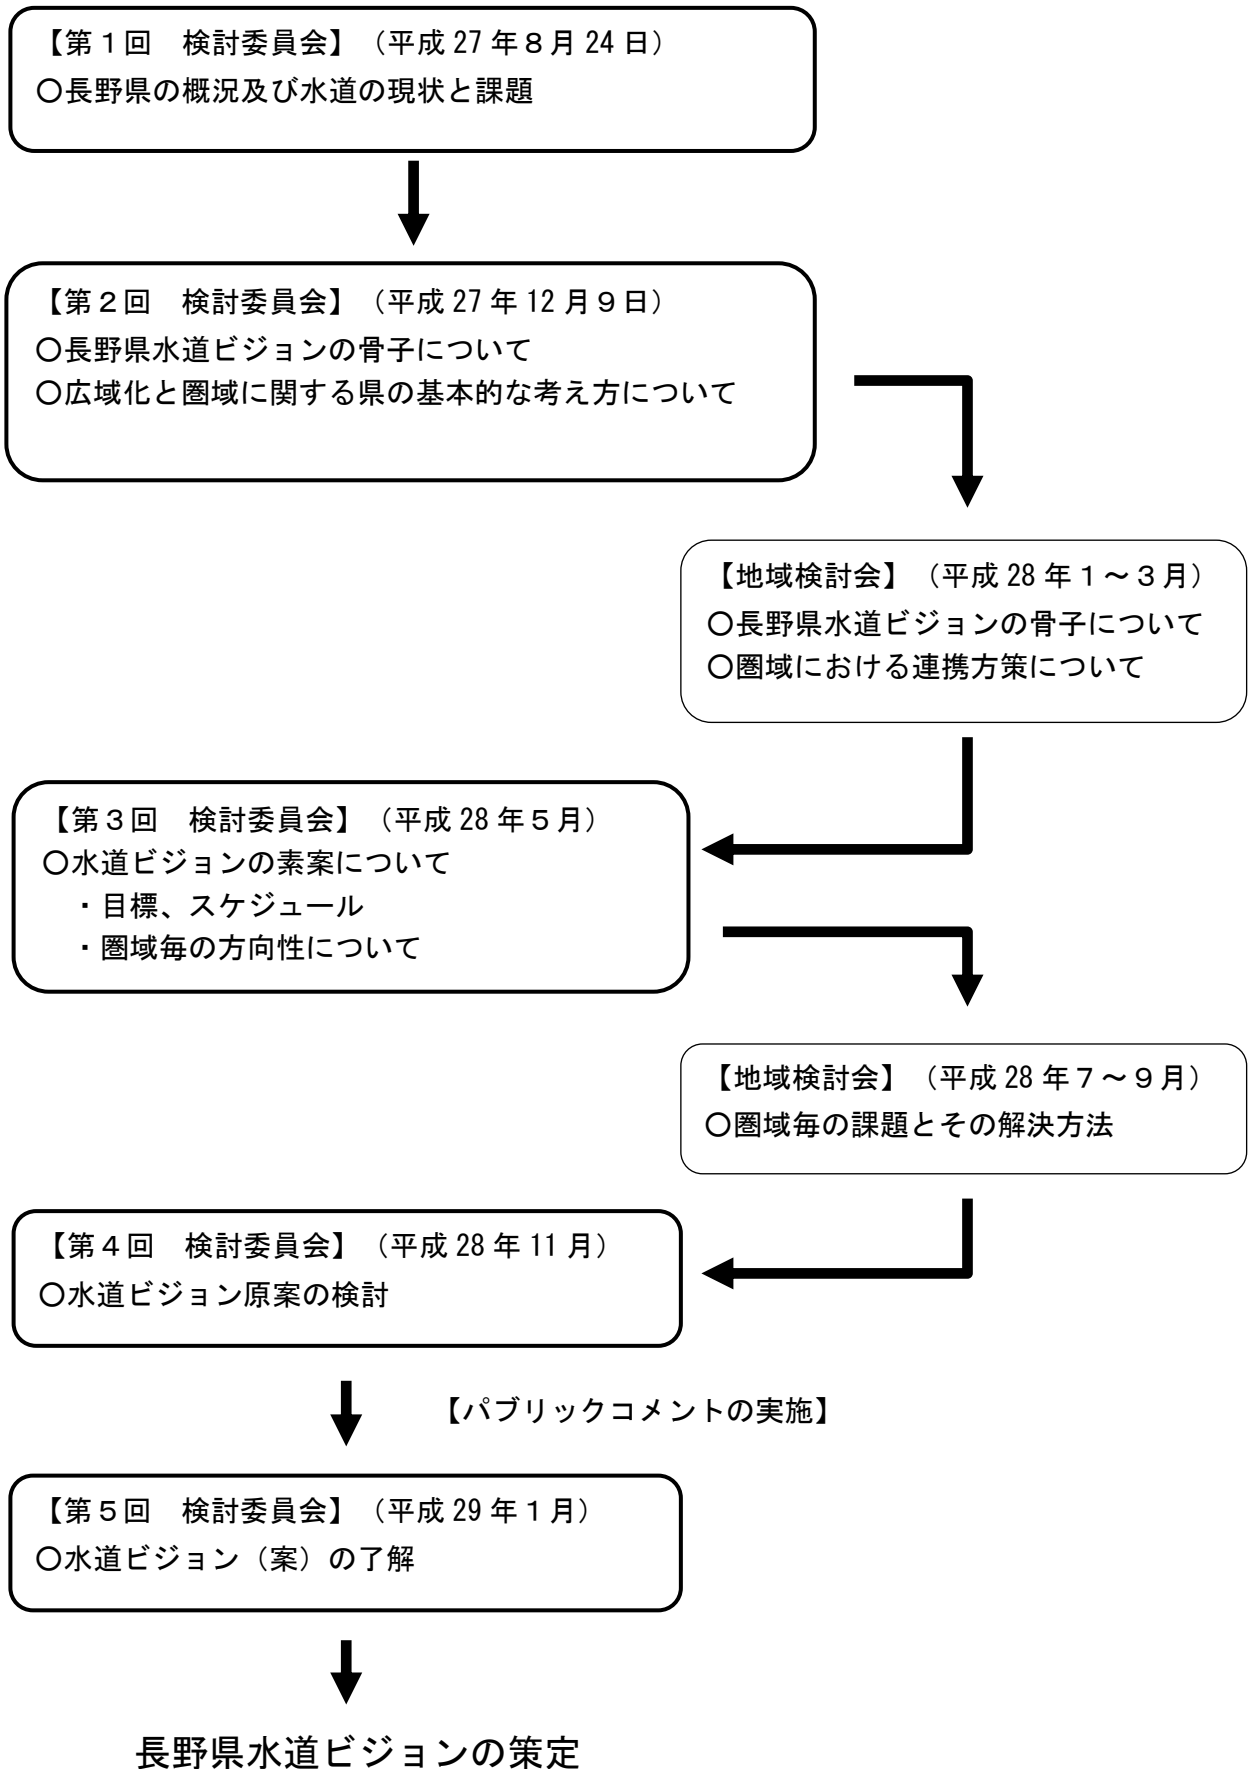 【第１回　検討委員会】（平成 27 年８月 24 日）
○長野県の概況及び水道の現状と課題
【第２回　検討委員会】（平成 27 年 12 月９日）
○長野県水道ビジョンの骨子について
○広域化と圏域に関する県の基本的な考え方について
【地域検討会】（平成 28 年１～３月）
○長野県水道ビジョンの骨子について
○圏域における連携方策について
【第３回　検討委員会】（平成 28 年５月）
○水道ビジョンの素案について
・目標、スケジュール
・圏域毎の方向性について
【地域検討会】（平成 28 年７～９月）
○圏域毎の課題とその解決方法
【第４回　検討委員会】（平成 28 年 11 月）
○水道ビジョン原案の検討
【パブリックコメントの実施】
【第５回　検討委員会】（平成 29 年１月）
○水道ビジョン（案）の了解
長野県水道ビジョンの策定